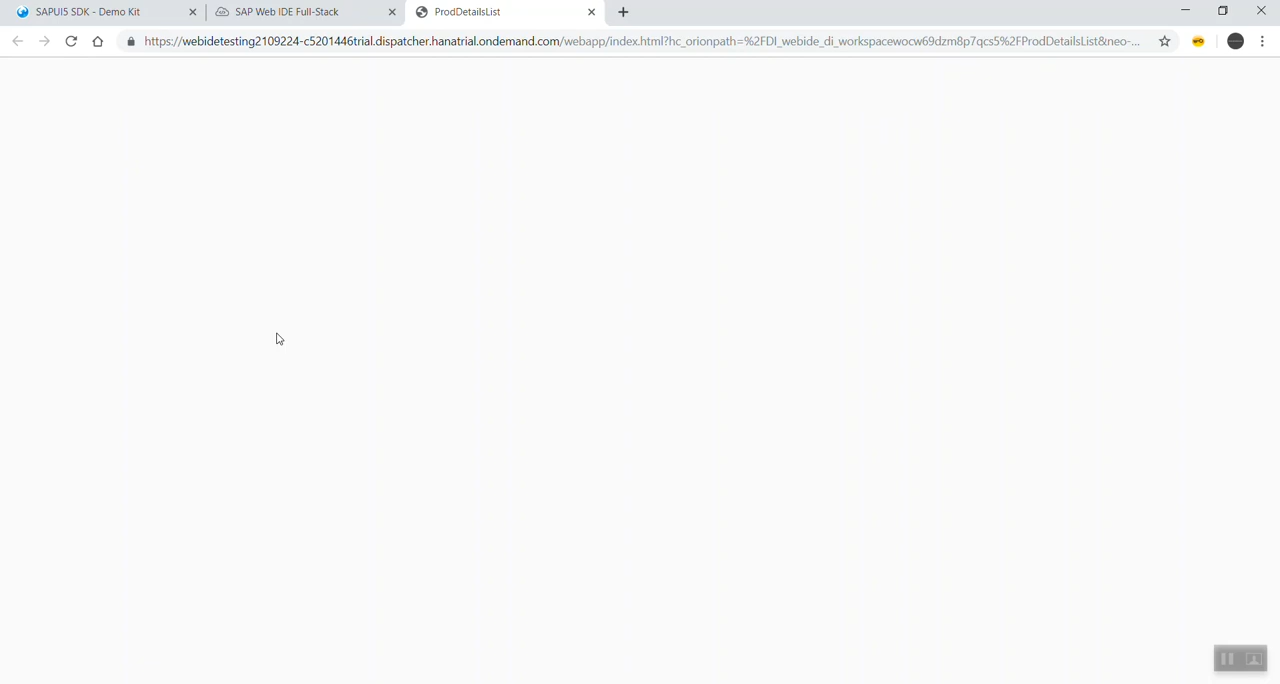 SAPUI5 SDK - Demo Kit
SAP Web IDE Full-Stack
ProdDetailsList
https://webidetesting2109224-c5201446trial.dispatcher.hanatrial.ondemand.com/webapp/index.html?hc_orionpath=%2FDI_webide_di_workspacewocw69dzm8p7qcs5%2FProdDetailsList&neo-...